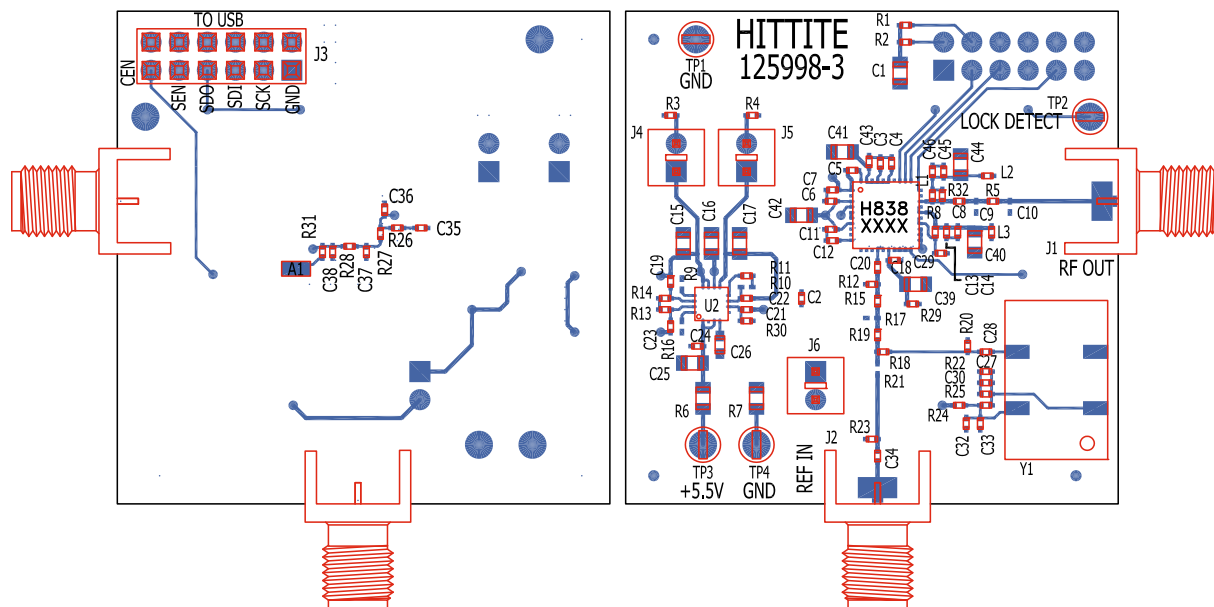 TO USB
J3
CEN
SEN
SDO
SDI
SCK
GND
R31
C38
R28
C37
R27
C36
R26
C35
A1
HITTITE
125998-3
TP1
GND
R1
R2
C1
TP2
LOCK DETECT
R3
R4
J4
J5
C41
C43
C3
C4
C5
C7
C6
C42
C11
C12
H838
XXXX
L1
C46
C45
C44
L2
R32
R5
R8
C8
C9
C10
L3
C40
J1
RF OUT
C15
C16
C17
C19
R9
R11
R10
R14
R13
U2
C22
C21
R30
C2
C23
R16
C24
C25
C26
C20
C18
C29
C13
C14
R12
R15
C39
R29
R17
R19
R18
R21
R20
C28
R22
C27
C30
R25
R24
C32
C33
Y1
J6
R6
R7
TP3
+5.5V
TP4
GND
REF IN
J2
R23
C34